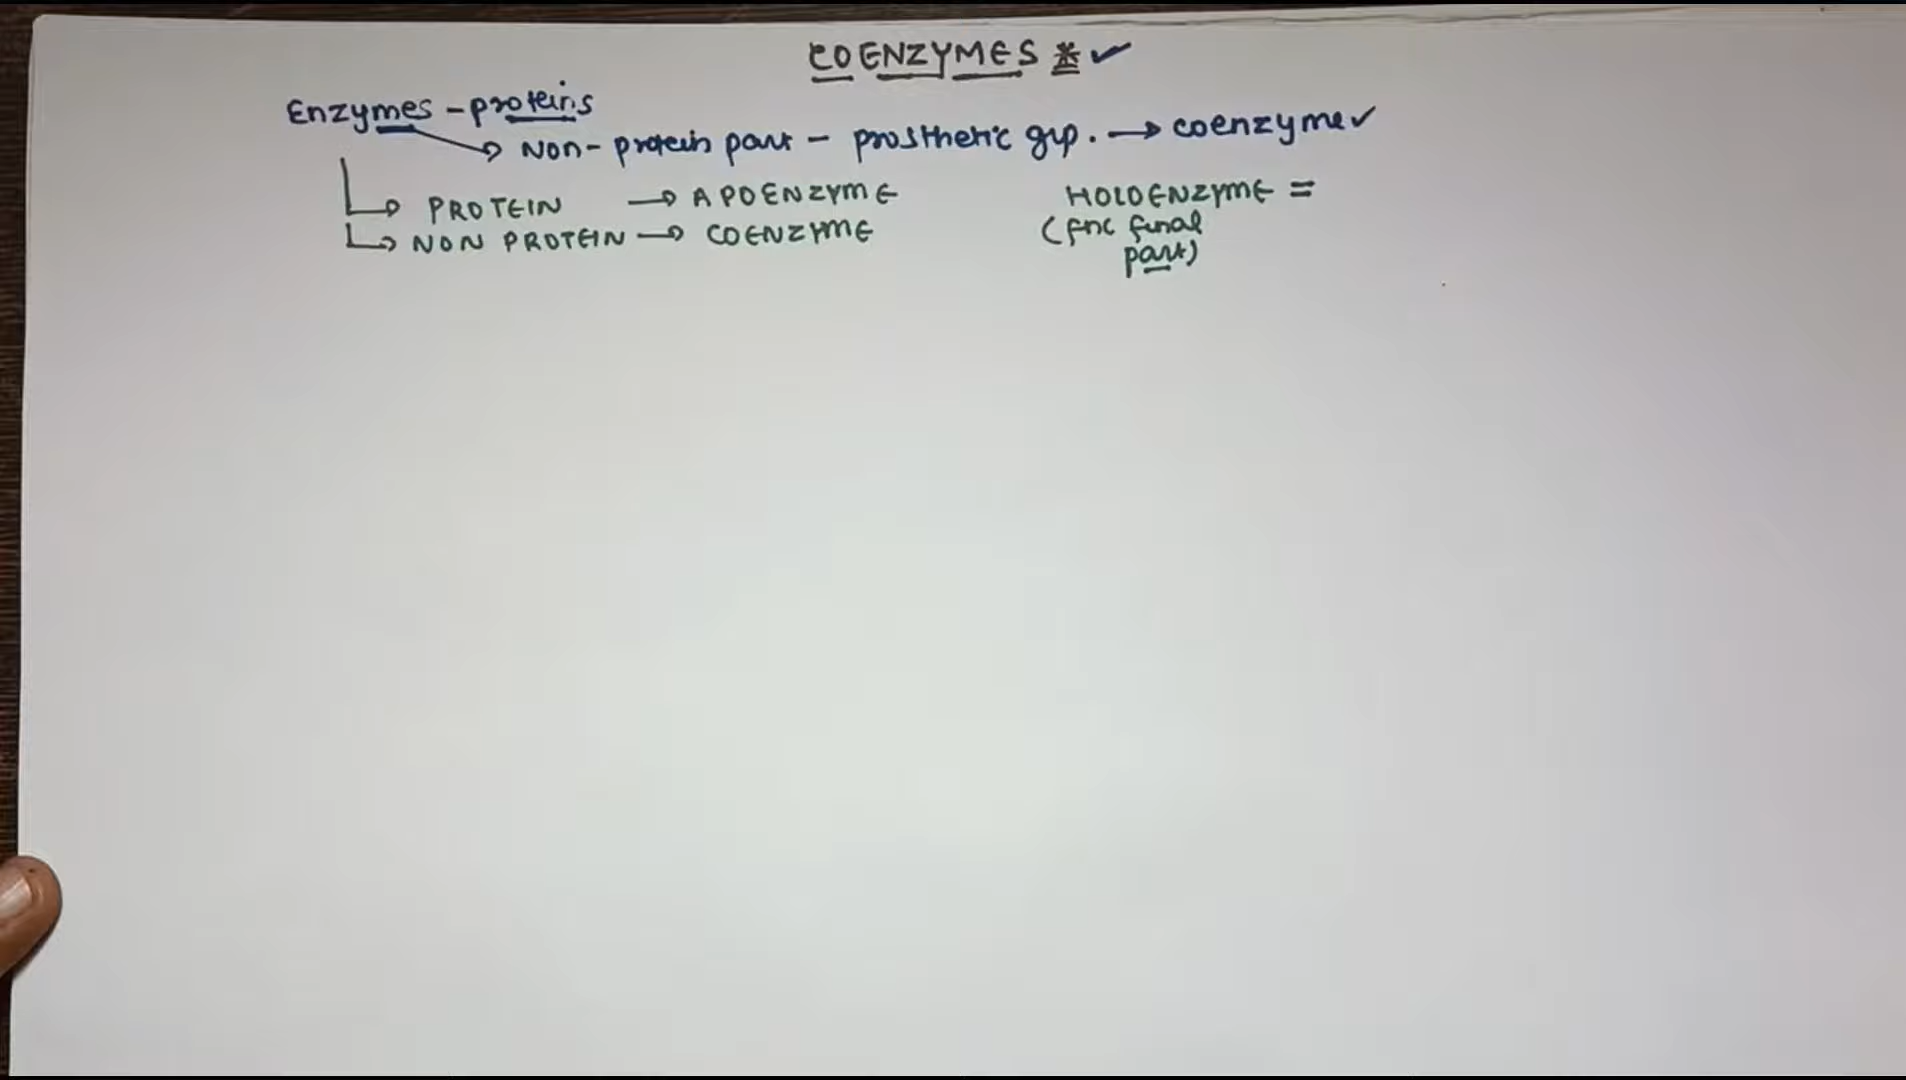 COENZYMES * ✓
Enzymes - proteins
Non-protein part - prosthetic grp. → coenzyme ✓
PROTEIN → APOENZYME
NON PROTEIN → COENZYME
HOLOENZYME =
(fnc final
part)